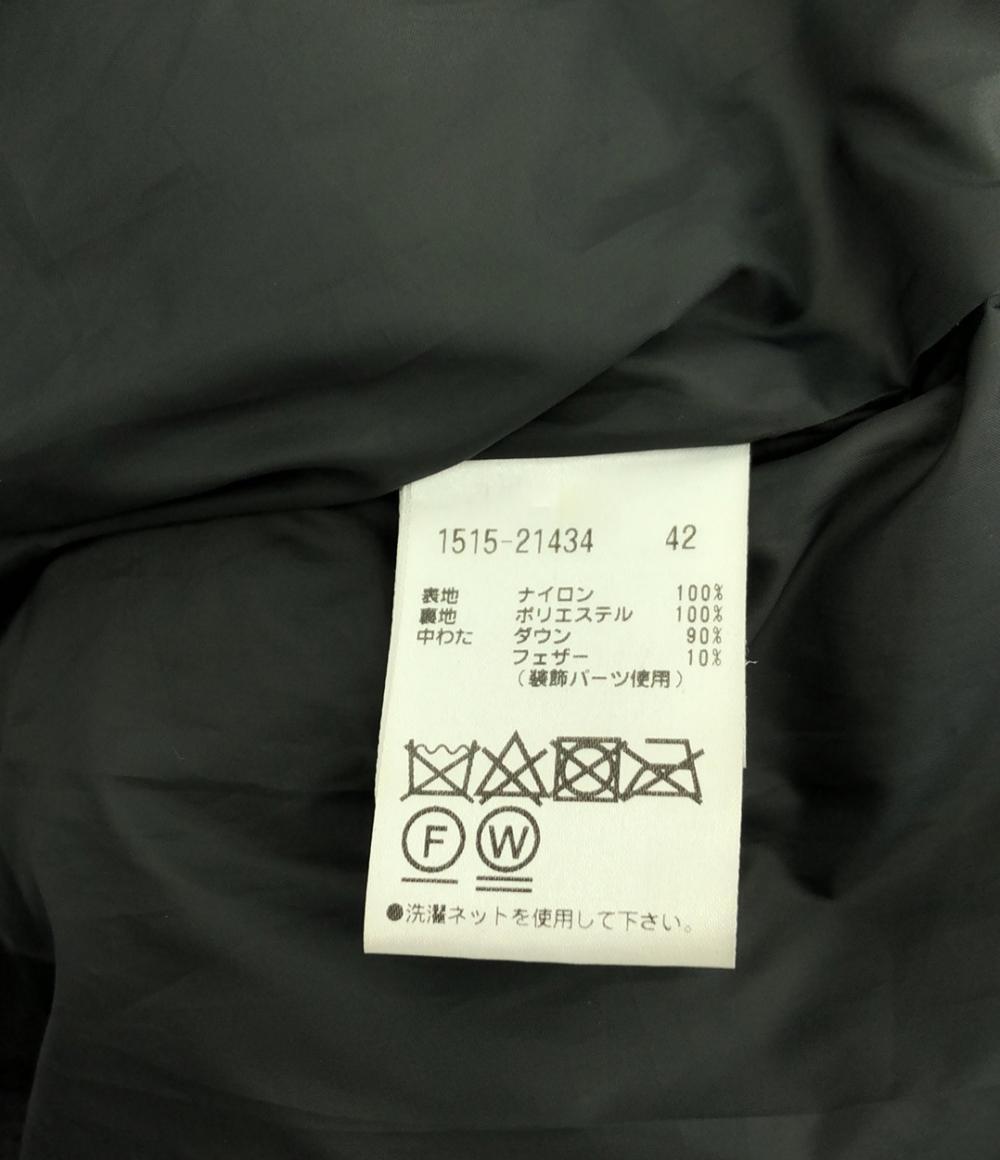 1515-21434 42
表地 ナイロン 100%
裏地 ポリエステル 100%
中わた ダウン 90%
フェザー 10%
(装飾パーツ使用)
F W
●洗濯ネットを使用して下さい。